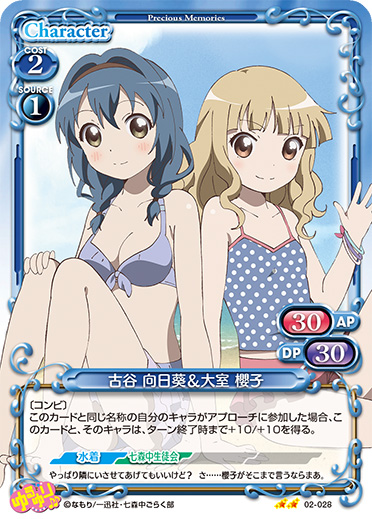 Precious Memories
Character
COST
2
SOURCE
1
30 AP
DP 30
古谷 向日葵&大室 櫻子
［コンビ］
このカードと同じ名称の自分のキャラがアプローチに参加した場合、こ
のカードと、そのキャラは、ターン終了時まで+10/+10を得る。
水着 七森中生徒会
やっぱり隣にいさせてあげてもいいけど？ さ……櫻子がそこまで言うならまあ。
ゆるゆり
©なもり/一迅社・七森中ごらく部
★★ 02-028